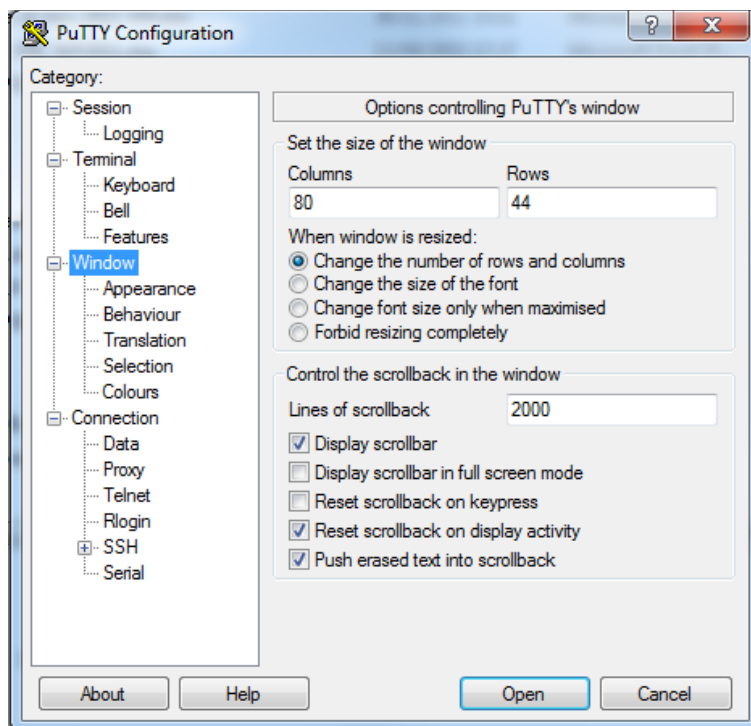 PuTTY Configuration
Category:
Session
Logging
Terminal
Keyboard
Bell
Features
Window
Appearance
Behaviour
Translation
Selection
Colours
Connection
Data
Proxy
Telnet
Rlogin
SSH
Serial
Options controlling PuTTY's window
Set the size of the window
Columns Rows
80 44
When window is resized:
Change the number of rows and columns
Change the size of the font
Change font size only when maximised
Forbid resizing completely
Control the scrollback in the window
Lines of scrollback 2000
Display scrollbar
Display scrollbar in full screen mode
Reset scrollback on keypress
Reset scrollback on display activity
Push erased text into scrollback
About Help Open Cancel